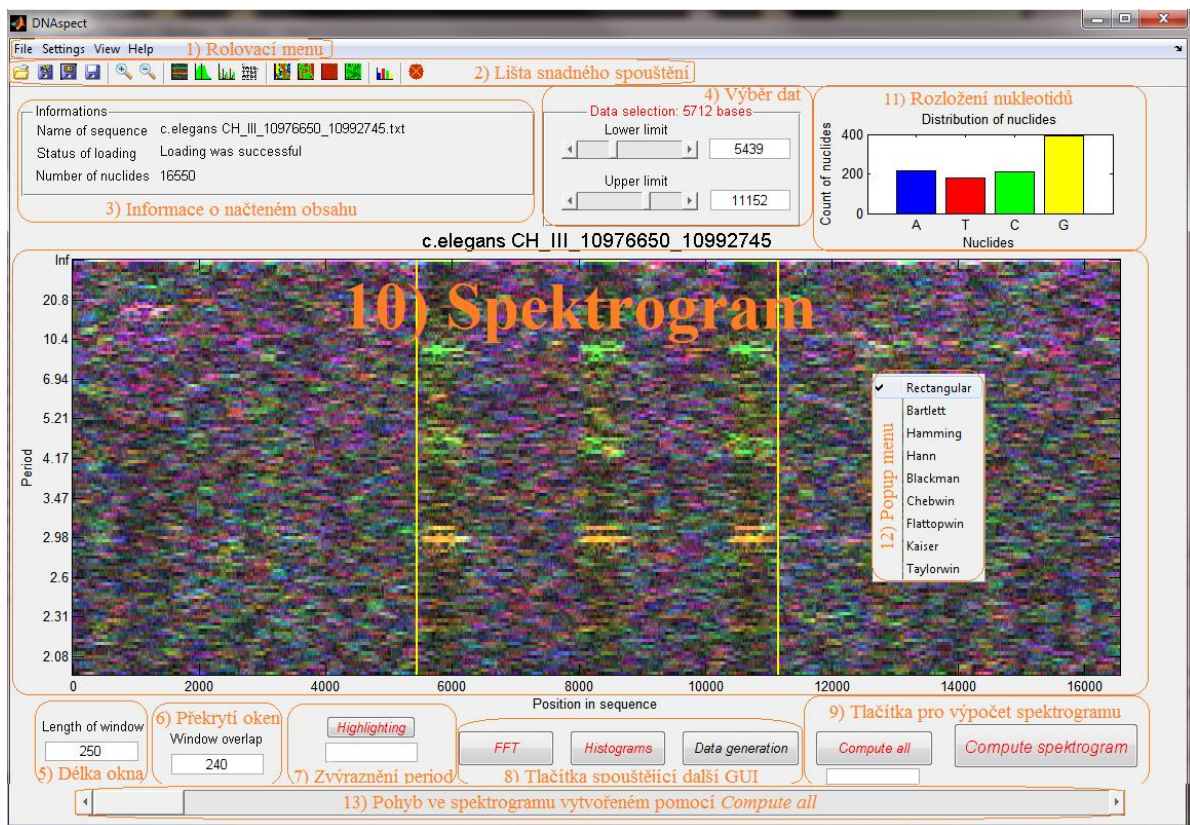 DNAspect
File Settings View Help 1) Rolovací menu
2) Lišta snadného spouštění
Informations
Name of sequence c.elegans CH_III_10976650_10992745.txt
Status of loading Loading was successful
Number of nuclides 16550
3) Informace o načteném obsahu
4) Výběr dat
Data selection: 5712 bases
Lower limit
5439
Upper limit
11152
11) Rozložení nukleotidů
Distribution of nuclides
Count of nuclides
400
200
0
A T C G
Nuclides
c.elegans CH_III_10976650_10992745
10) Spektrogram
Period
Inf
20.8
10.4
6.94
5.21
4.17
3.47
2.98
2.6
2.31
2.08
12) Popup menu
Rectangular
Bartlett
Hamming
Hann
Blackman
Chebwin
Flattopwin
Kaiser
Taylorwin
0 2000 4000 6000 8000 10000 12000 14000 16000
Position in sequence
Length of window
250
5) Délka okna
6) Překrytí oken
Window overlap
240
Highlighting
7) Zvýraznění period
FFT Histograms Data generation
8) Tlačítka spouštějící další GUI
9) Tlačítka pro výpočet spektrogramu
Compute all Compute spektrogram
13) Pohyb ve spektrogramu vytvořeném pomocí Compute all